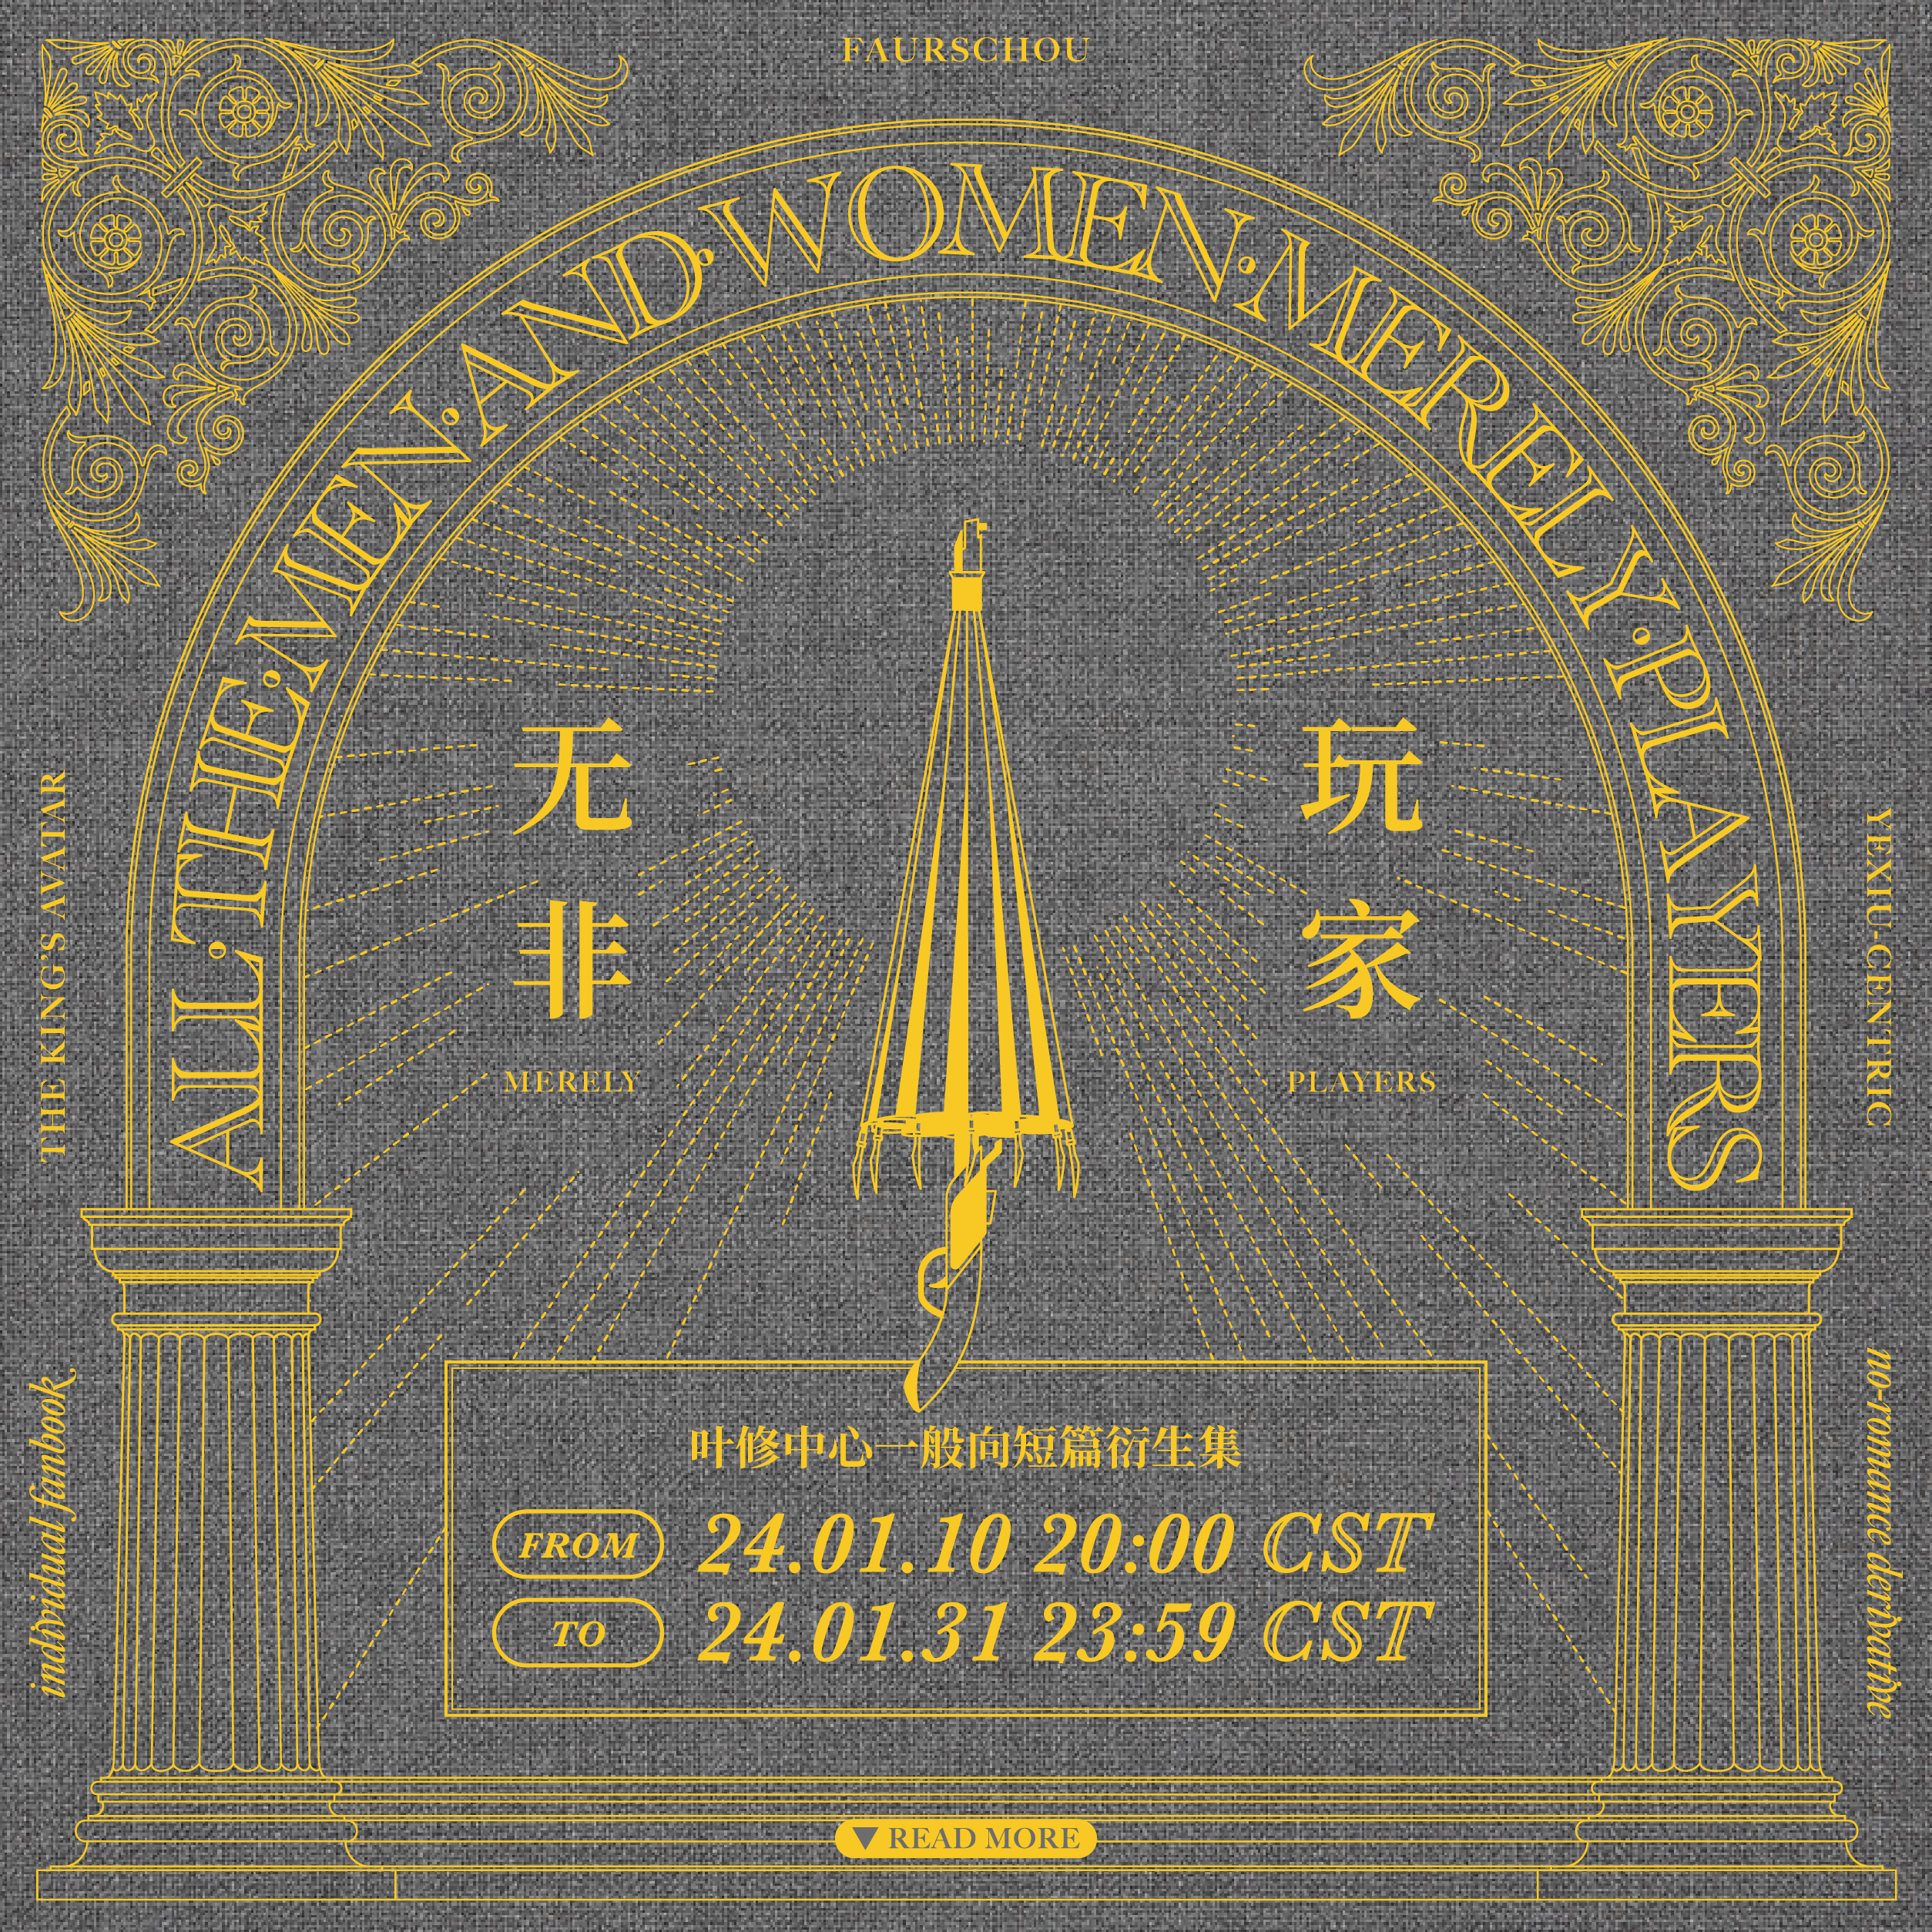 FAURSCHOU
ALL·THE·MEN·AND·WOMEN·MERELY·PLAYERS
无非
MERELY
玩家
PLAYERS
THE KING'S AVATAR
individual fanbook
YEXIU-CENTRIC
no-romance derivative
叶修中心一般向短篇衍生集
FROM 24.01.10 20:00 CST
TO 24.01.31 23:59 CST
▼ READ MORE